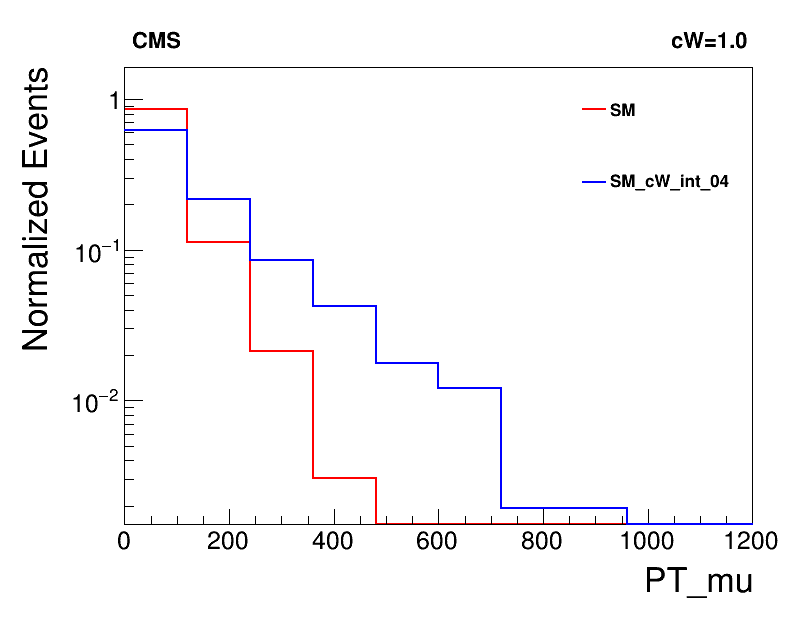 CMS
cW=1.0
Normalized Events
1
10⁻¹
10⁻²
SM
SM_cW_int_04
0 200 400 600 800 1000 1200
PT_mu